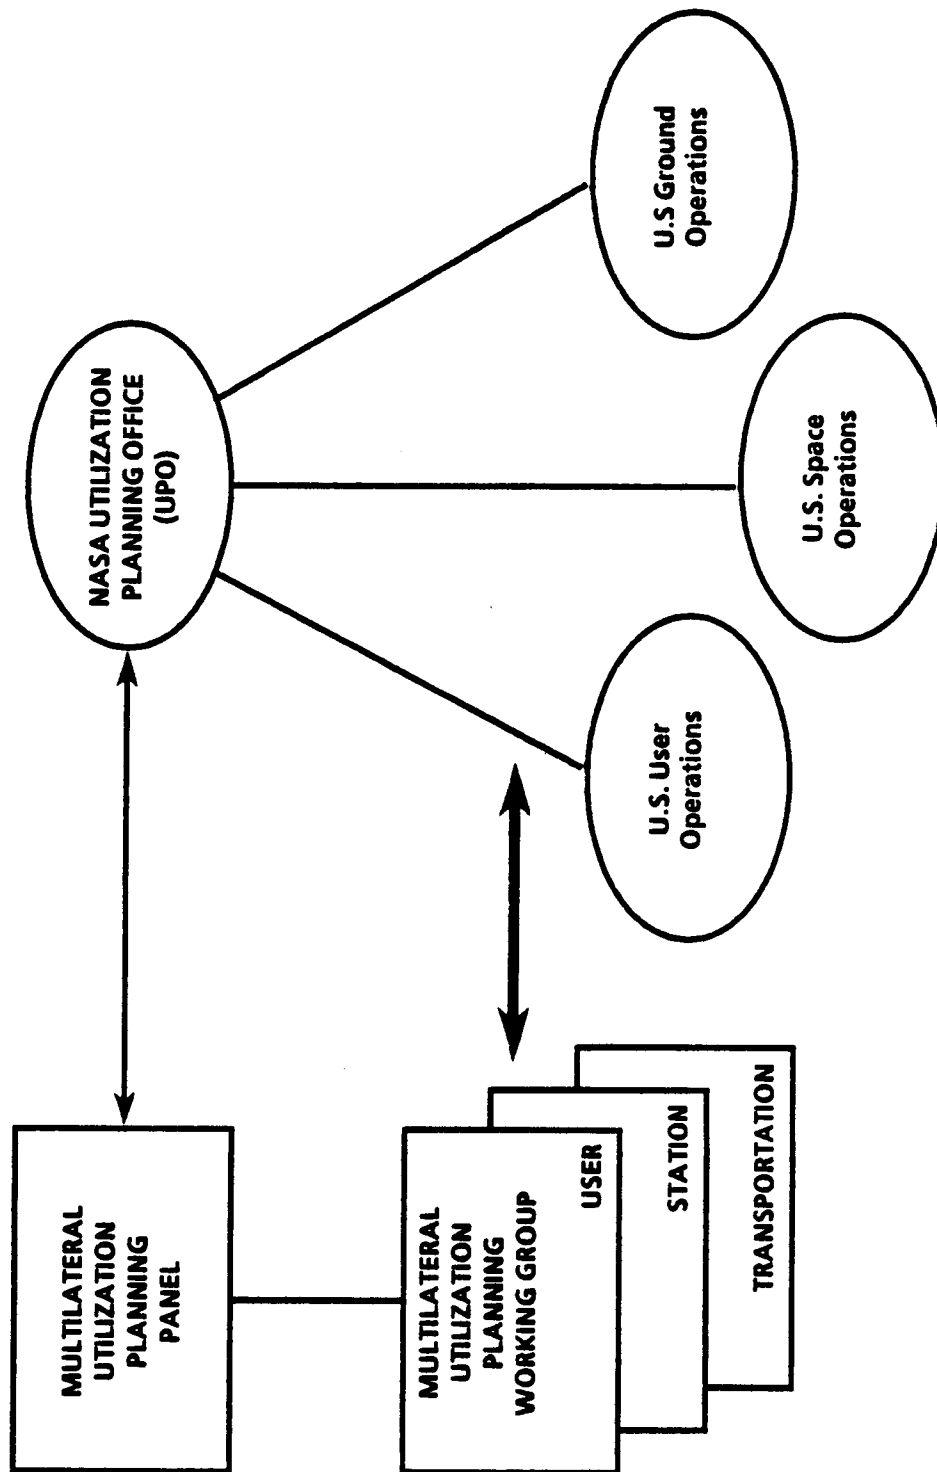 MULTILATERAL
UTILIZATION
PLANNING
PANEL
NASA UTILIZATION
PLANNING OFFICE
(UPO)
MULTILATERAL
UTILIZATION
PLANNING
WORKING GROUP
USER
STATION
TRANSPORTATION
U.S. User
Operations
U.S. Space
Operations
U.S Ground
Operations